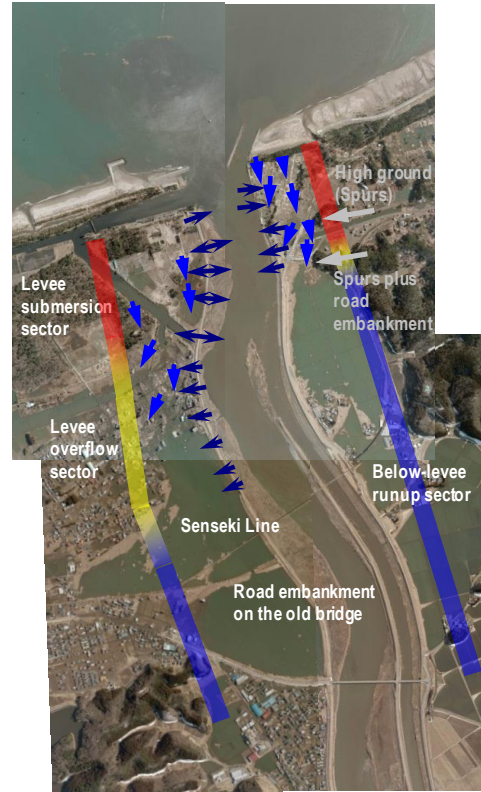 High ground
(Spurs)
Spurs plus
road
embankment
Levee
submersion
sector
Levee
overflow
sector
Below-levee
runup sector
Senseki Line
Road embankment
on the old bridge